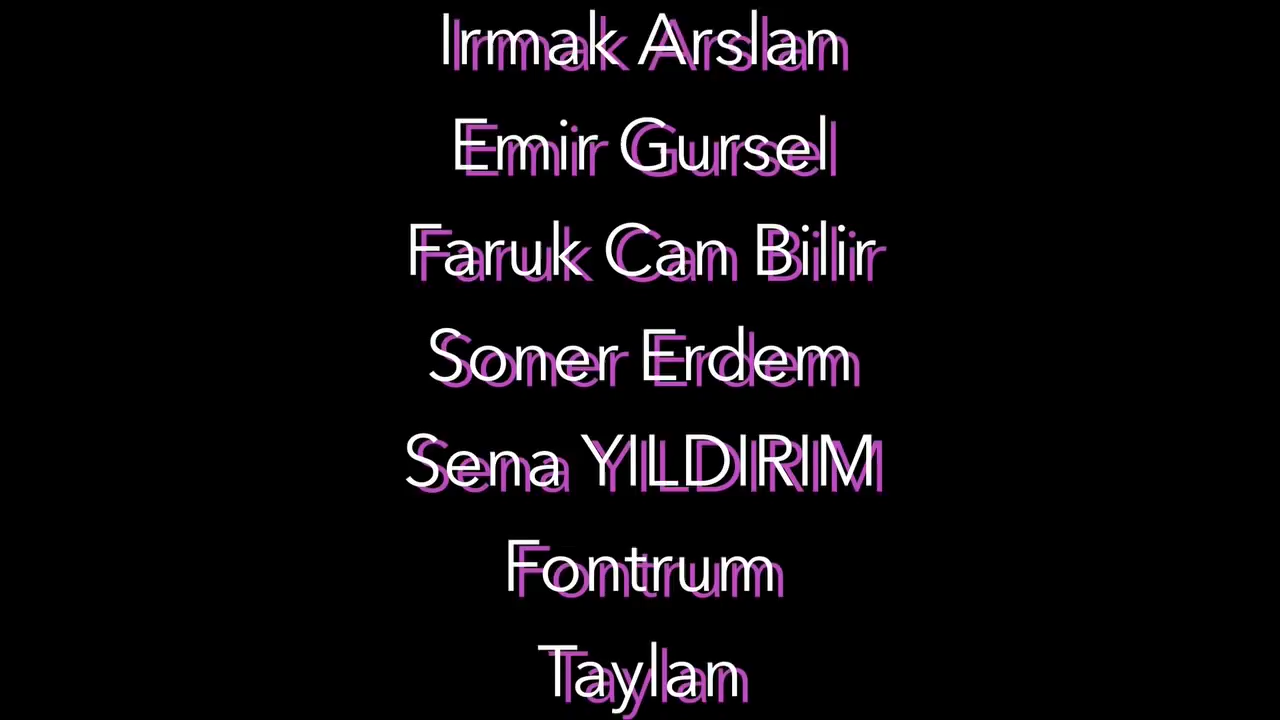 Irmak Arslan
Emir Gursel
Faruk Can Bilir
Soner Erdem
Sena YILDIRIM
Fontrum
Taylan